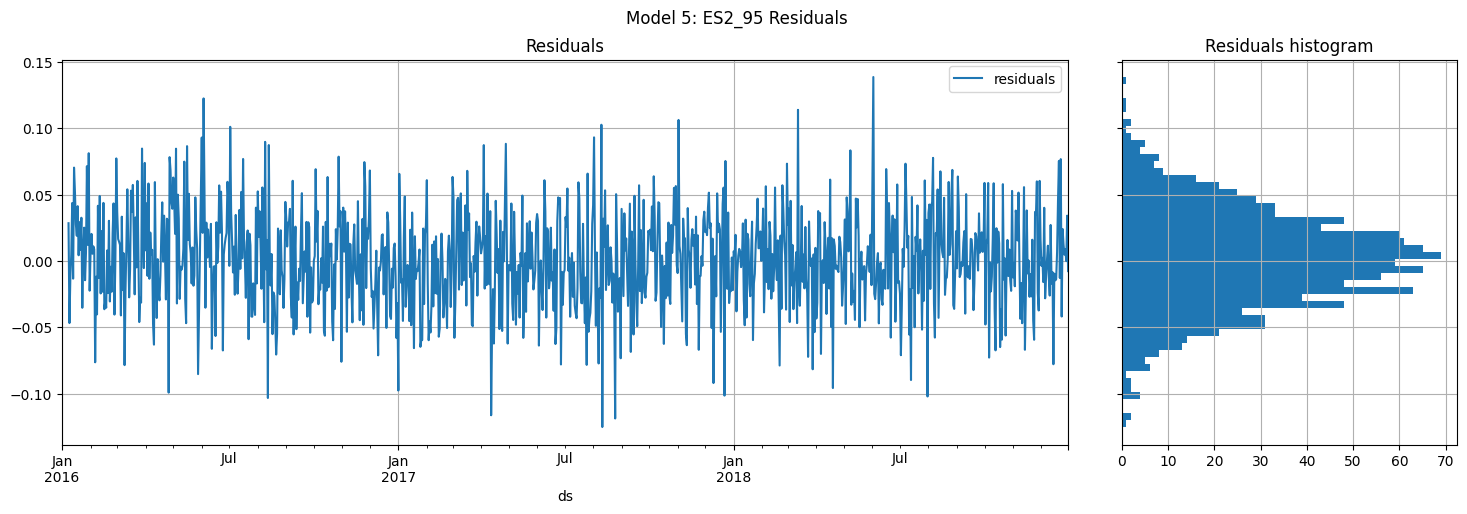 Model 5: ES2_95 Residuals
Residuals
Residuals histogram
residuals
0.15
0.10
0.05
0.00
−0.05
−0.10
Jan Jul Jan Jul Jan Jul
2016 2017 2018
ds
0 10 20 30 40 50 60 70